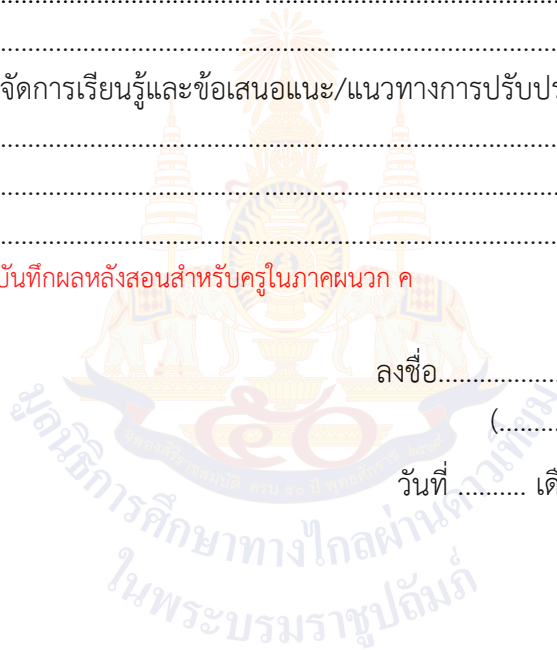 ................................................................................................
................................................................................................
จัดการเรียนรู้และข้อเสนอแนะ/แนวทางการปรับปร
................................................................................................
................................................................................................
................................................................................................
บันทึกผลหลังสอนสำหรับครูในภาคผนวก ค
ลงชื่อ...................
(..........
วันที่ .......... เดื
๕๐
มูลนิธิการศึกษาทางไกลผ่านดาวเทียม
ในพระบรมราชูปถัมภ์